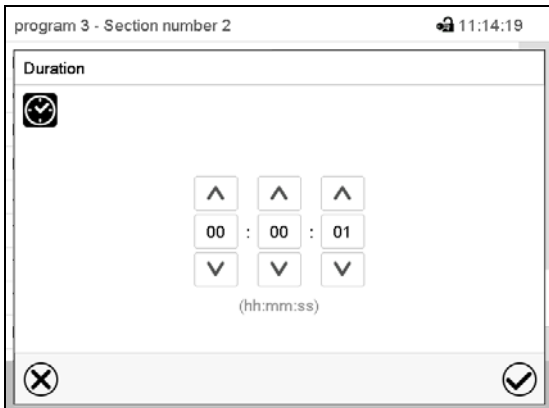 program 3 - Section number 2 11:14:19
Duration
00 : 00 : 01
(hh:mm:ss)